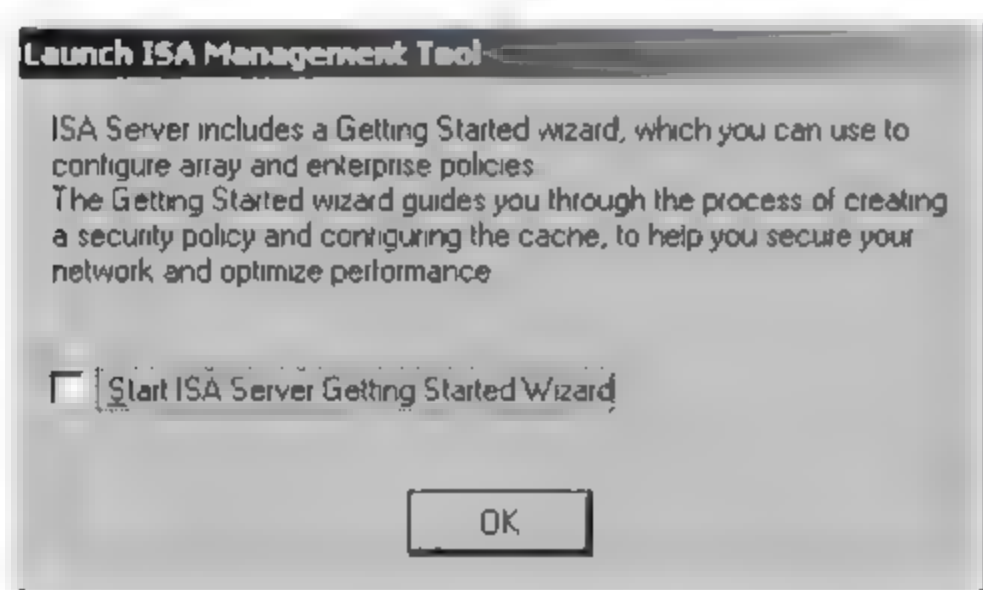 Launch ISA Management Tool
ISA Server includes a Getting Started wizard, which you can use to
configure array and enterprise policies
The Getting Started wizard guides you through the process of creating
a security policy and configuring the cache, to help you secure your
network and optimize performance
Start ISA Server Getting Started Wizard
OK